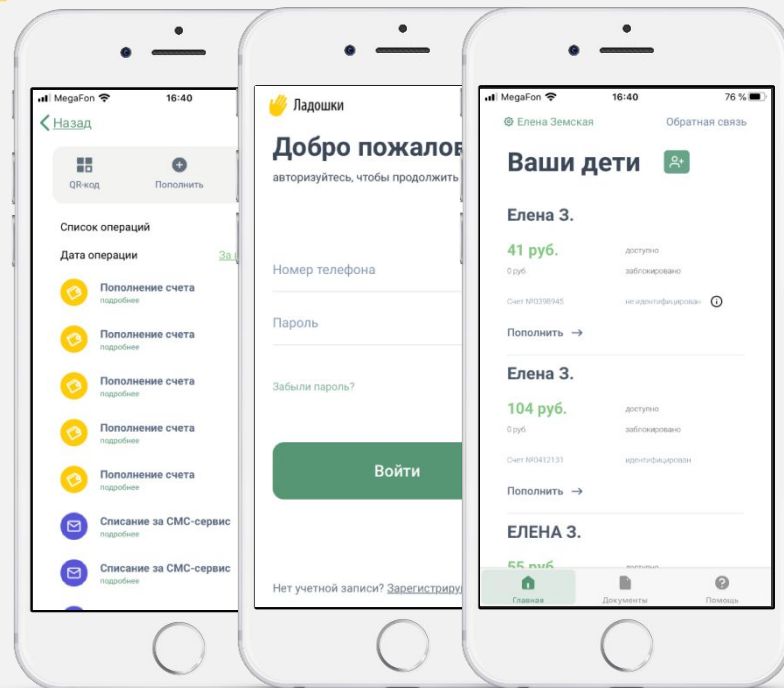 MegaFon 16:40
Назад
QR-код Пополнить
Список операций
Дата операции За
Пополнение счета
подробнее
Пополнение счета
подробнее
Пополнение счета
подробнее
Пополнение счета
подробнее
Пополнение счета
подробнее
Списание за СМС-сервис
подробнее
Списание за СМС-сервис
подробнее
Ладошки
Добро пожалов
авторизуйтесь, чтобы продолжить
Номер телефона
Пароль
Забыли пароль?
Войти
Нет учетной записи? Зарегистриру
MegaFon 16:40 76 %
Елена Земская Обратная связь
Ваши дети
Елена З.
41 руб. доступно
0 руб. заблокировано
Счет №0398945 не идентифицирован
Пополнить →
Елена З.
104 руб. доступно
0 руб. заблокировано
Счет №0412131 идентифицирован
Пополнить →
ЕЛЕНА З.
55 руб. доступно
Главная Документы Помощь